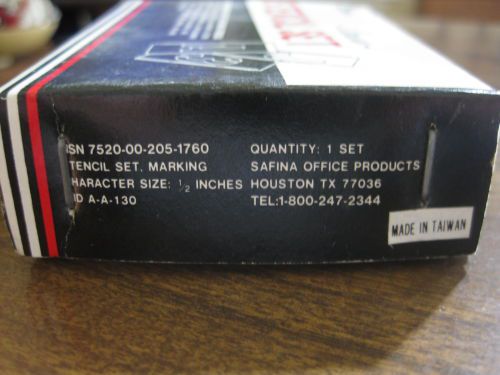 SN 7520-00-205-1760 QUANTITY: 1 SET
TENCIL SET, MARKING SAFINA OFFICE PRODUCTS
HARACTER SIZE: 1/2 INCHES HOUSTON TX 77036
ID A-A-130 TEL:1-800-247-2344
MADE IN TAIWAN